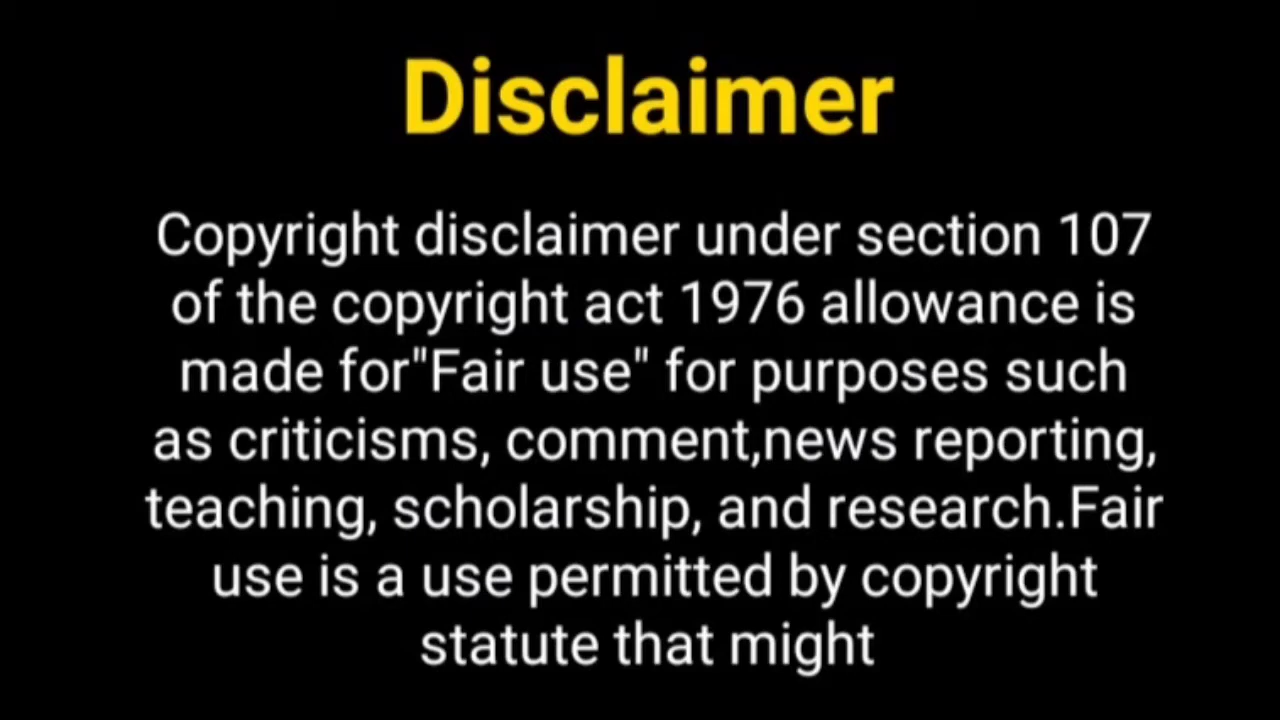 Disclaimer
Copyright disclaimer under section 107
of the copyright act 1976 allowance is
made for"Fair use" for purposes such
as criticisms, comment,news reporting,
teaching, scholarship, and research.Fair
use is a use permitted by copyright
statute that might